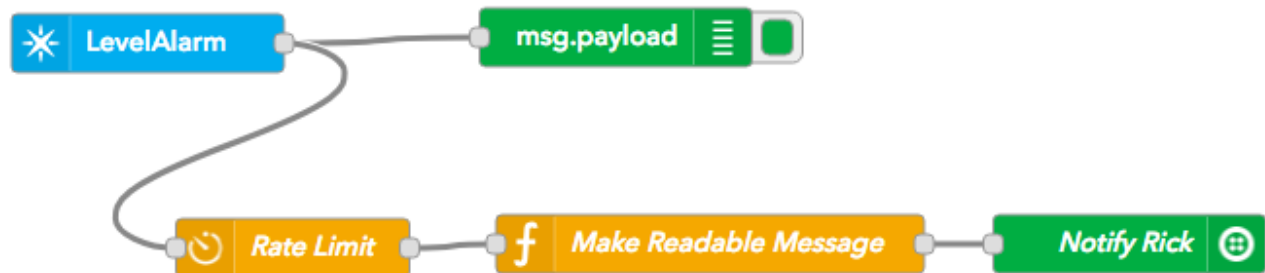 LevelAlarm
msg.payload
Rate Limit
Make Readable Message
Notify Rick